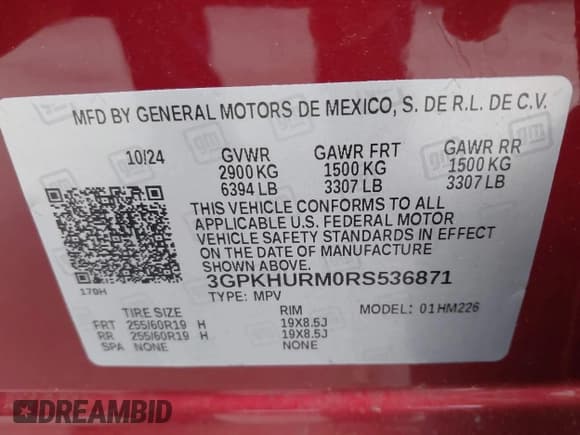 MFD BY GENERAL MOTORS DE MEXICO, S. DE R.L. DE C.V.
10/24 GVWR GAWR FRT GAWR RR
2900 KG 1500 KG 1500 KG
6394 LB 3307 LB 3307 LB
THIS VEHICLE CONFORMS TO ALL
APPLICABLE U.S. FEDERAL MOTOR
VEHICLE SAFETY STANDARDS IN EFFECT
ON THE DATE OF MANUFACTURE
SHOWN ABOVE.
3GPKHURM0RS536871
170H TYPE: MPV MODEL: 01HM226
TIRE SIZE RIM
FRT 255/60R19 H 19X8.5J
RR 255/60R19 H 19X8.5J
SPA NONE NONE
DREAMBID